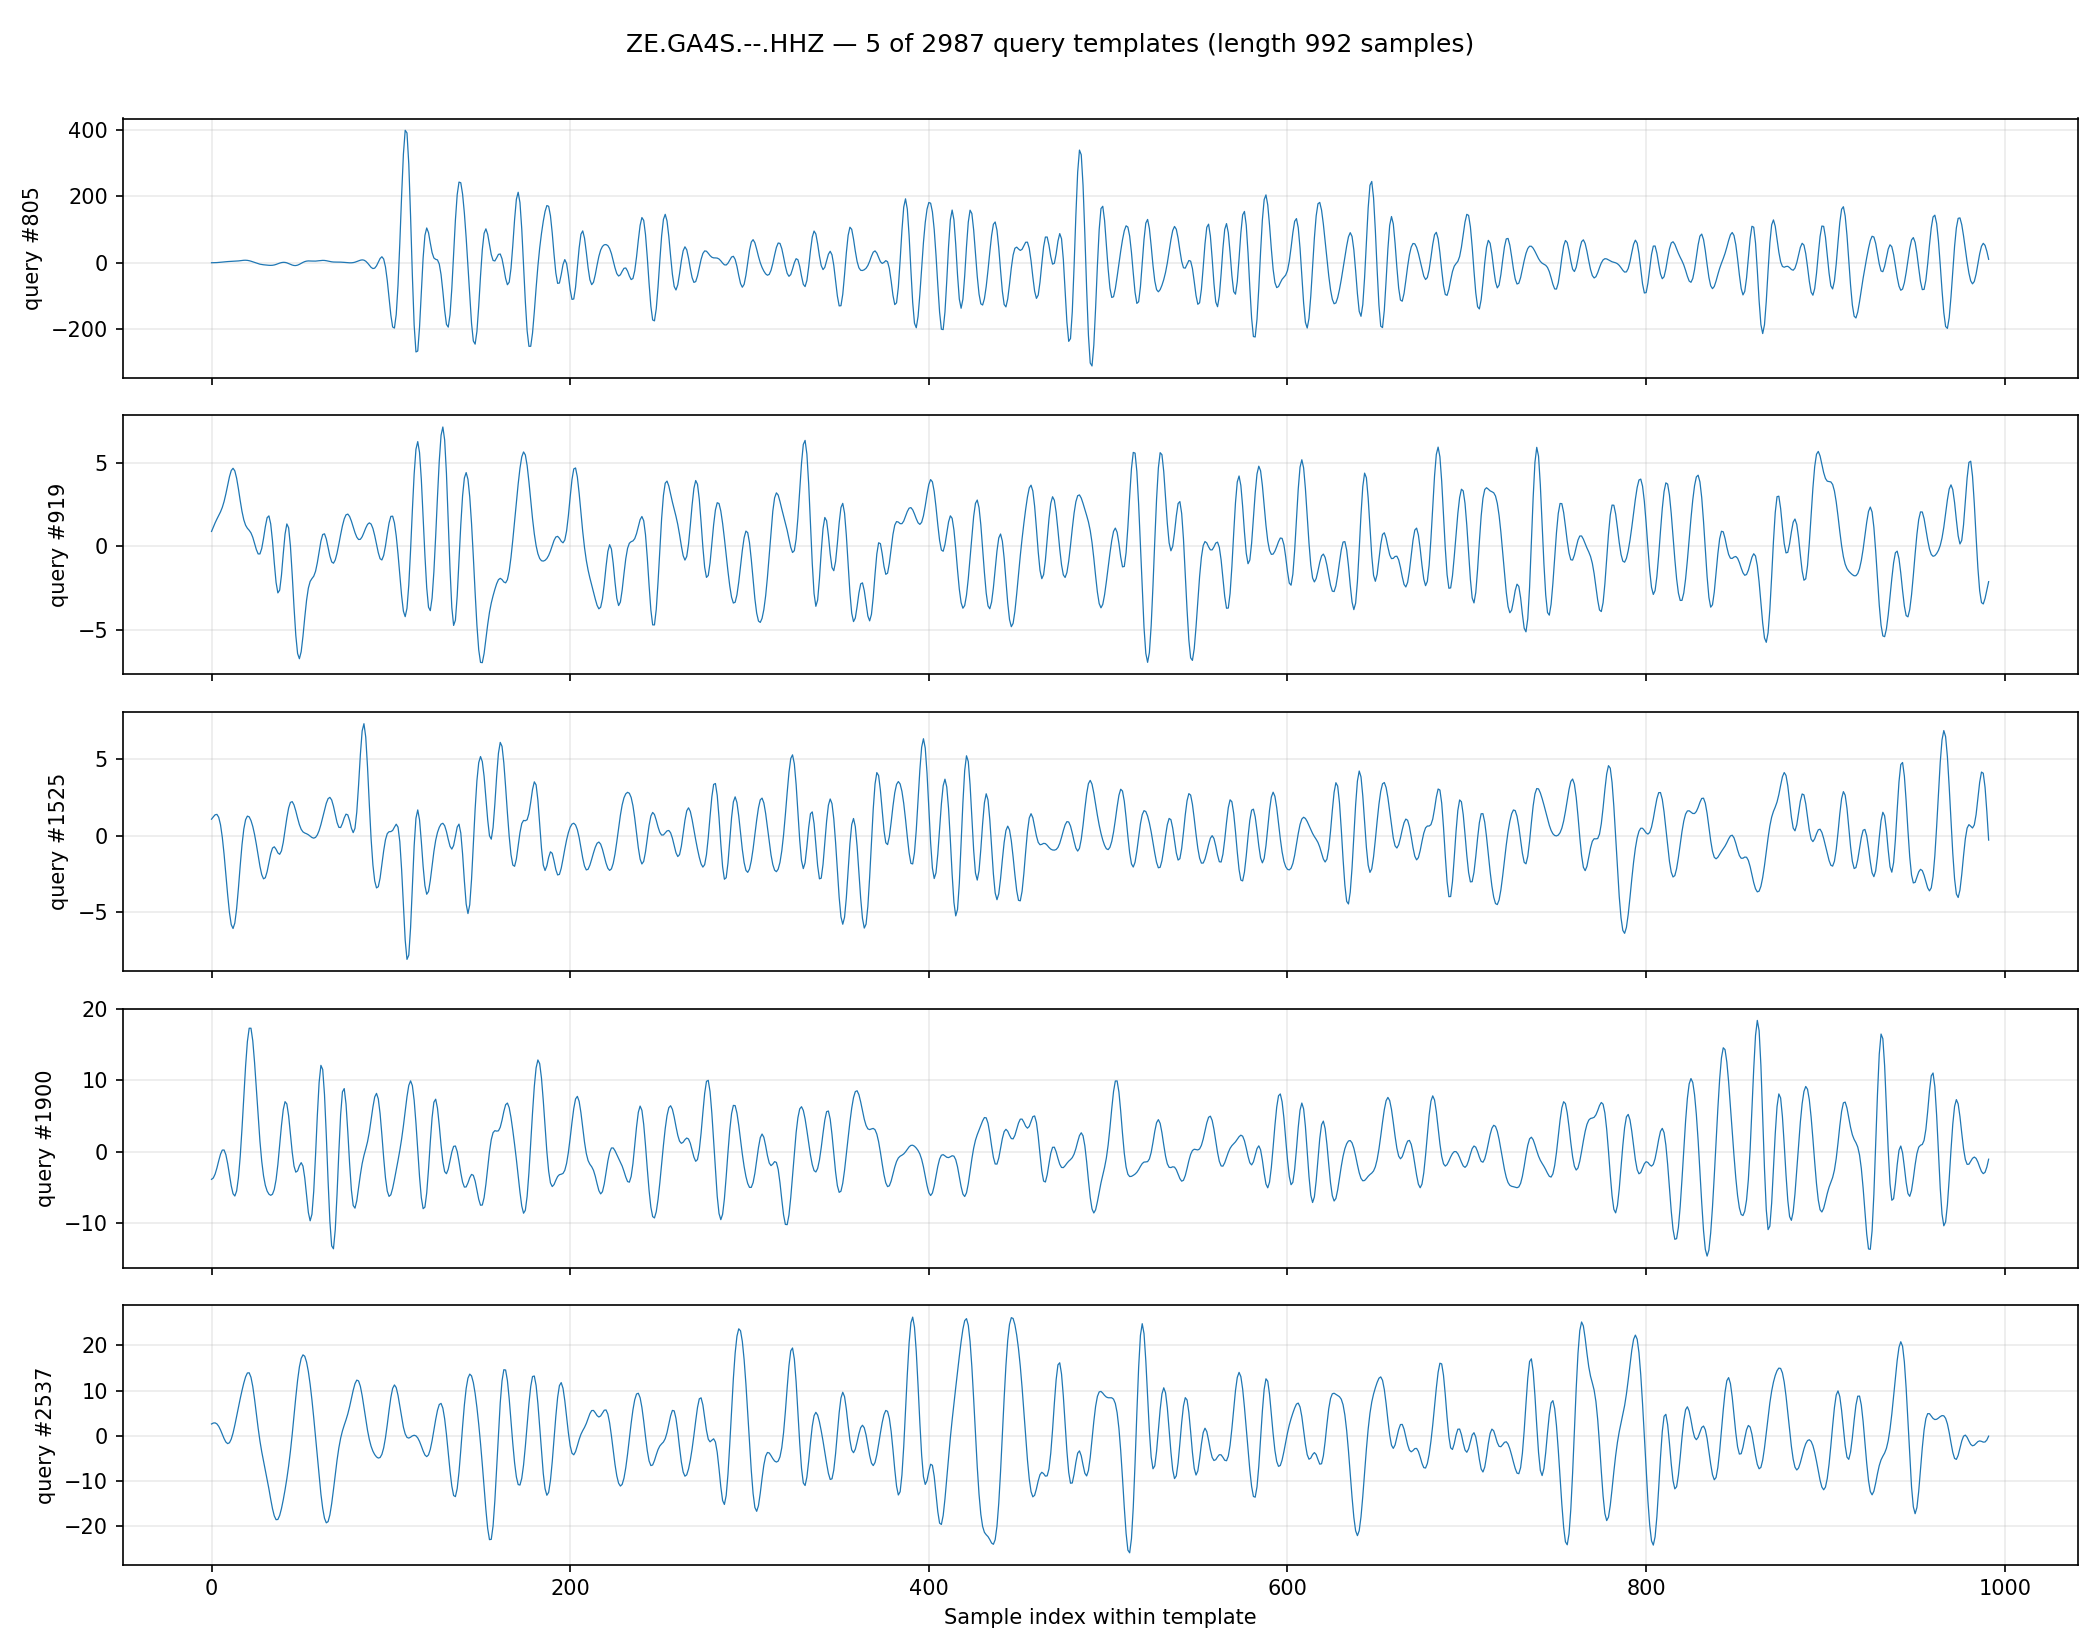 ZE.GA4S.--.HHZ — 5 of 2987 query templates (length 992 samples)
400
200
0
−200
query #805
5
0
−5
query #919
5
0
−5
query #1525
20
10
0
−10
query #1900
20
10
0
−10
−20
query #2537
0 200 400 600 800 1000
Sample index within template